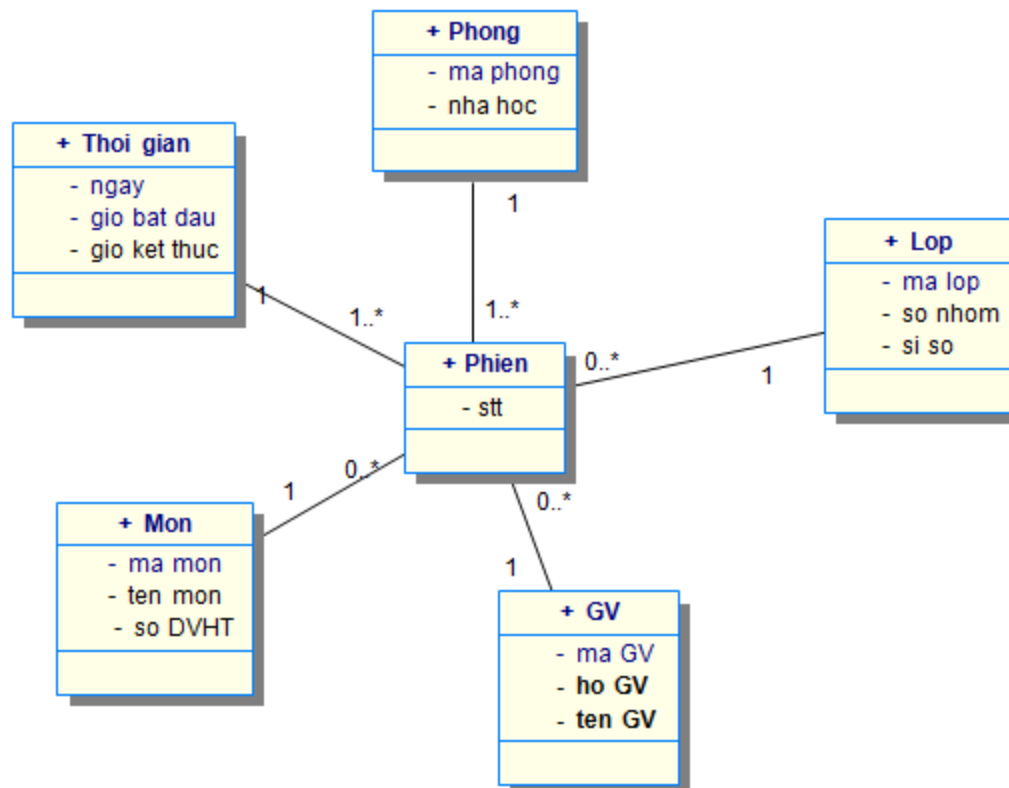 + Phong
- ma phong
- nha hoc
+ Thoi gian
- ngay
- gio bat dau
- gio ket thuc
1
1
1..*
1..*
+ Lop
- ma lop
- so nhom
- si so
+ Phien
- stt
0..*
1
0..*
1
0..*
1
+ Mon
- ma mon
- ten mon
- so DVHT
+ GV
- ma GV
- ho GV
- ten GV